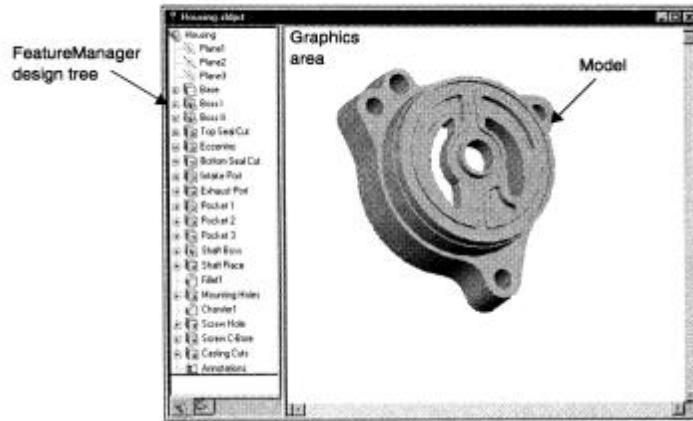 Housing.sldprt
Housing
Plane1
Plane2
Plane3
Base
Boss I
Boss II
Top Seal Cut
Eccentric
Bottom Seal Cut
Intake Port
Exhaust Port
Pocket 1
Pocket 2
Pocket 3
Shaft Boss
Shaft Place
Fillet1
Mounting Holes
Chamfer1
Screw Hole
Screw C-Bore
Casting Cuts
Annotations
FeatureManager
design tree
Graphics
area
Model